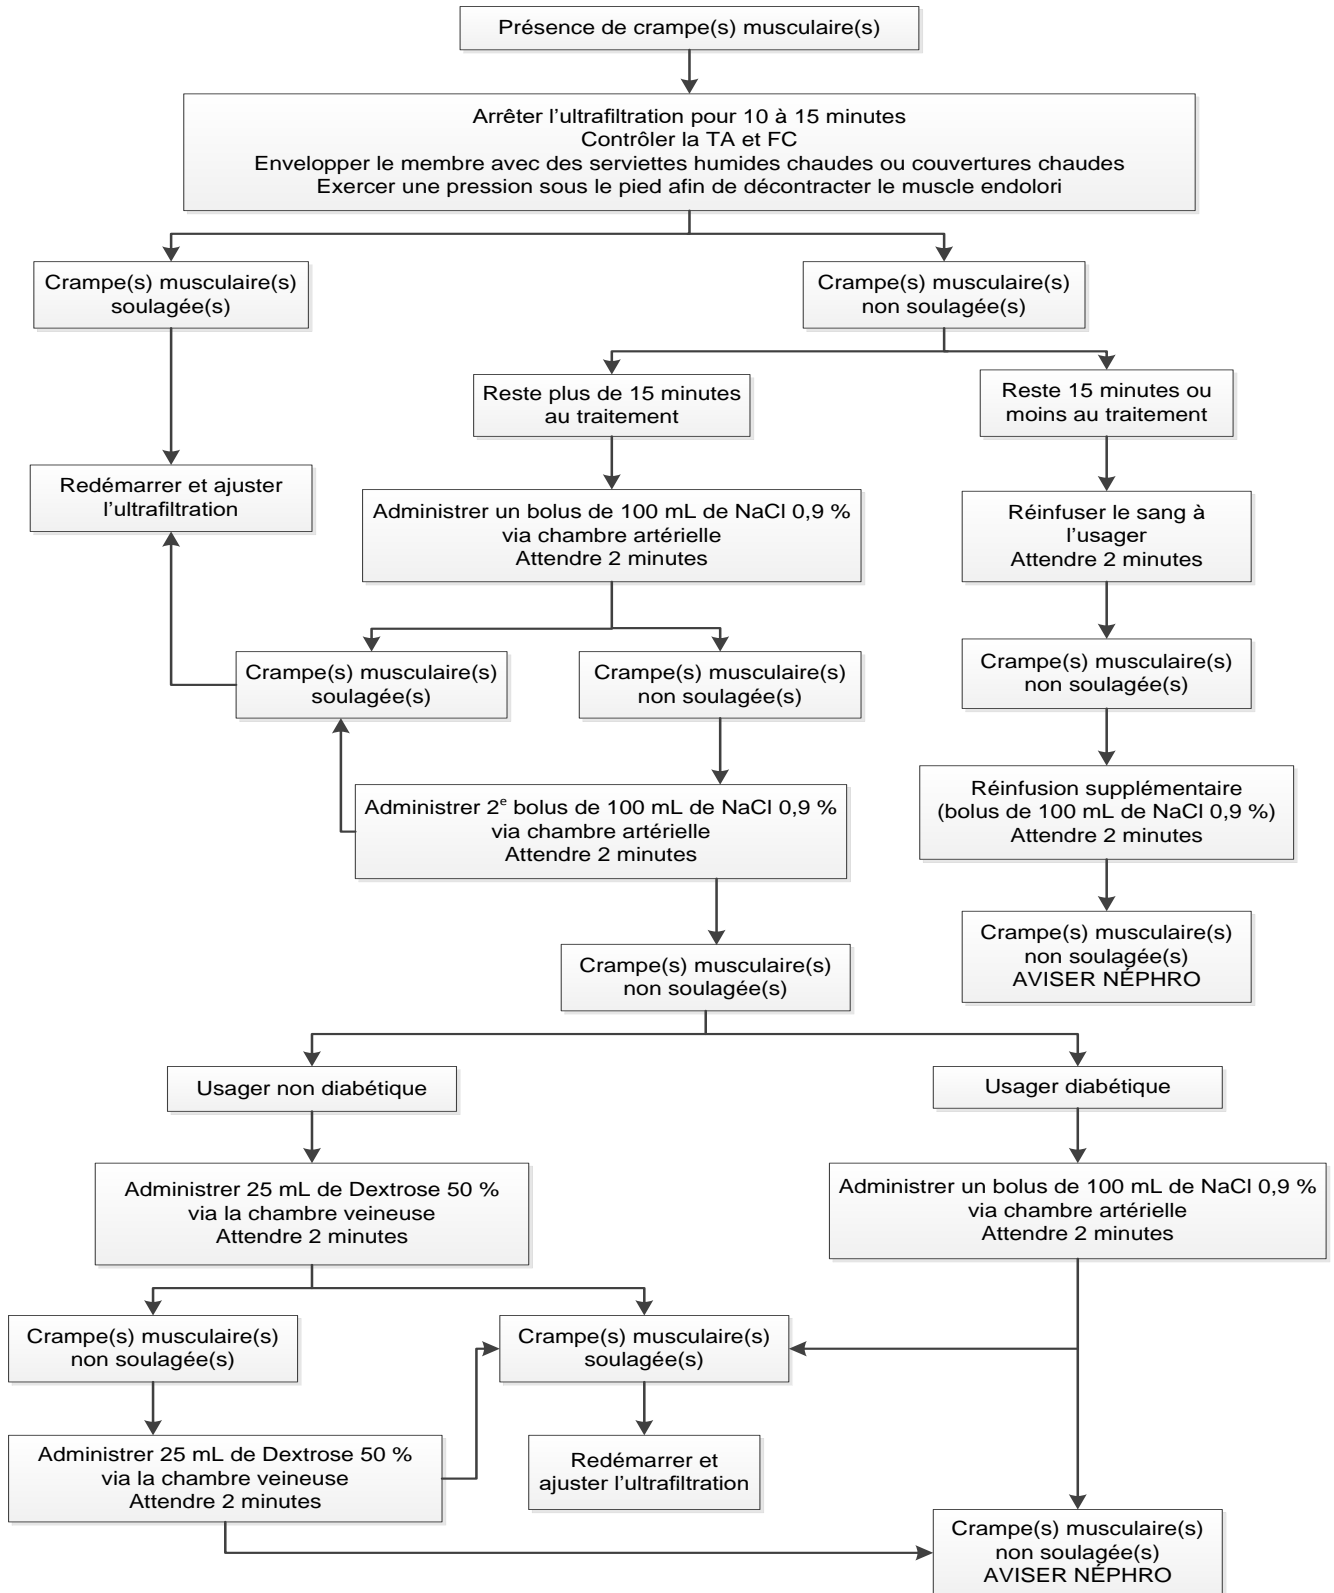 Présence de crampe(s) musculaire(s)
Arrêter l’ultrafiltration pour 10 à 15 minutes
Contrôler la TA et FC
Envelopper le membre avec des serviettes humides chaudes ou couvertures chaudes
Exercer une pression sous le pied afin de décontracter le muscle endolori
Crampe(s) musculaire(s)
soulagée(s)
Crampe(s) musculaire(s)
non soulagée(s)
Reste plus de 15 minutes
au traitement
Reste 15 minutes ou
moins au traitement
Redémarrer et ajuster
l’ultrafiltration
Administrer un bolus de 100 mL de NaCl 0,9 %
via chambre artérielle
Attendre 2 minutes
Réinfuser le sang à
l’usager
Attendre 2 minutes
Crampe(s) musculaire(s)
soulagée(s)
Crampe(s) musculaire(s)
non soulagée(s)
Crampe(s) musculaire(s)
non soulagée(s)
Administrer 2e bolus de 100 mL de NaCl 0,9 %
via chambre artérielle
Attendre 2 minutes
Réinfusion supplémentaire
(bolus de 100 mL de NaCl 0,9 %)
Attendre 2 minutes
Crampe(s) musculaire(s)
non soulagée(s)
Crampe(s) musculaire(s)
non soulagée(s)
AVISER NÉPHRO
Usager non diabétique
Usager diabétique
Administrer 25 mL de Dextrose 50 %
via la chambre veineuse
Attendre 2 minutes
Administrer un bolus de 100 mL de NaCl 0,9 %
via chambre artérielle
Attendre 2 minutes
Crampe(s) musculaire(s)
non soulagée(s)
Crampe(s) musculaire(s)
soulagée(s)
Administrer 25 mL de Dextrose 50 %
via la chambre veineuse
Attendre 2 minutes
Redémarrer et
ajuster l’ultrafiltration
Crampe(s) musculaire(s)
non soulagée(s)
AVISER NÉPHRO